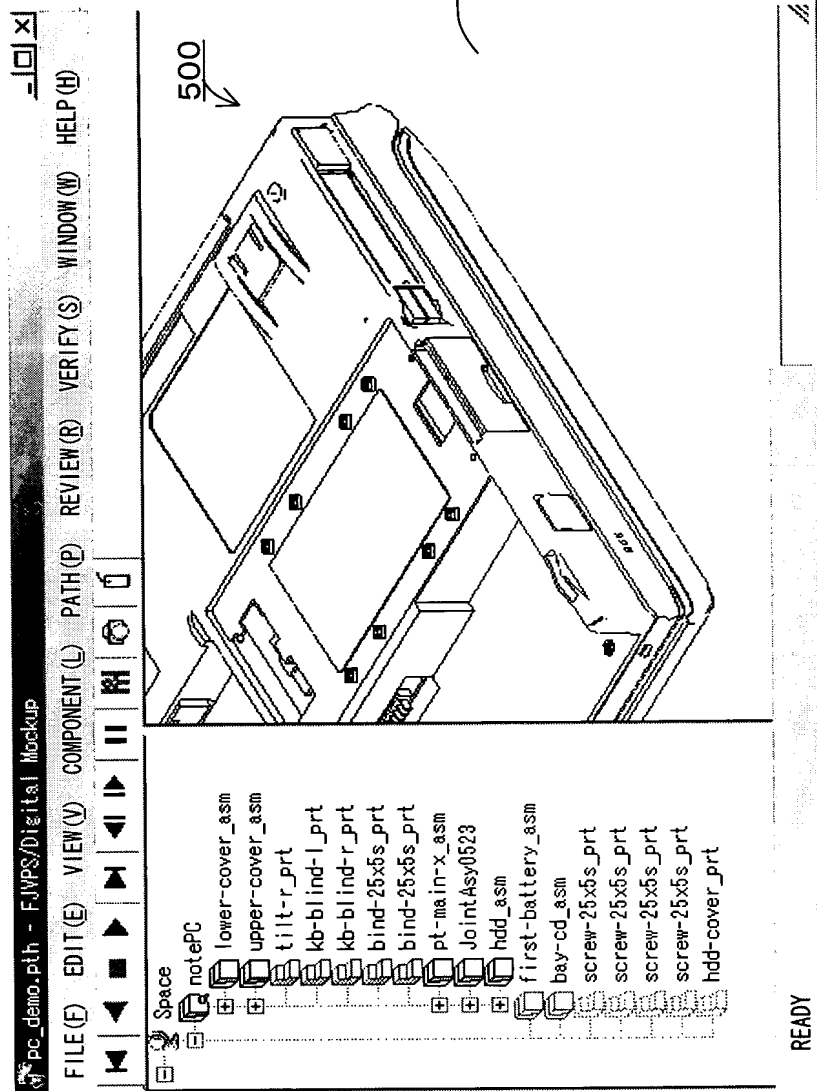 pc_demo.pth - FJVPS/Digital Mockup
FILE(F) EDIT(E) VIEW(V) COMPONENT(L) PATH(P) REVIEW(R) VERIFY(S) WINDOW(W) HELP(H)
Space
notePC
lower-cover_asm
upper-cover_asm
tilt-r_prt
kb-blind-l_prt
kb-blind-r_prt
bind-25x5s_prt
bind-25x5s_prt
pt-main-x_asm
JointAsy0523
hdd_asm
first-battery_asm
bay-cd_asm
screw-25x5s_prt
screw-25x5s_prt
screw-25x5s_prt
screw-25x5s_prt
hdd-cover_prt
500
READY